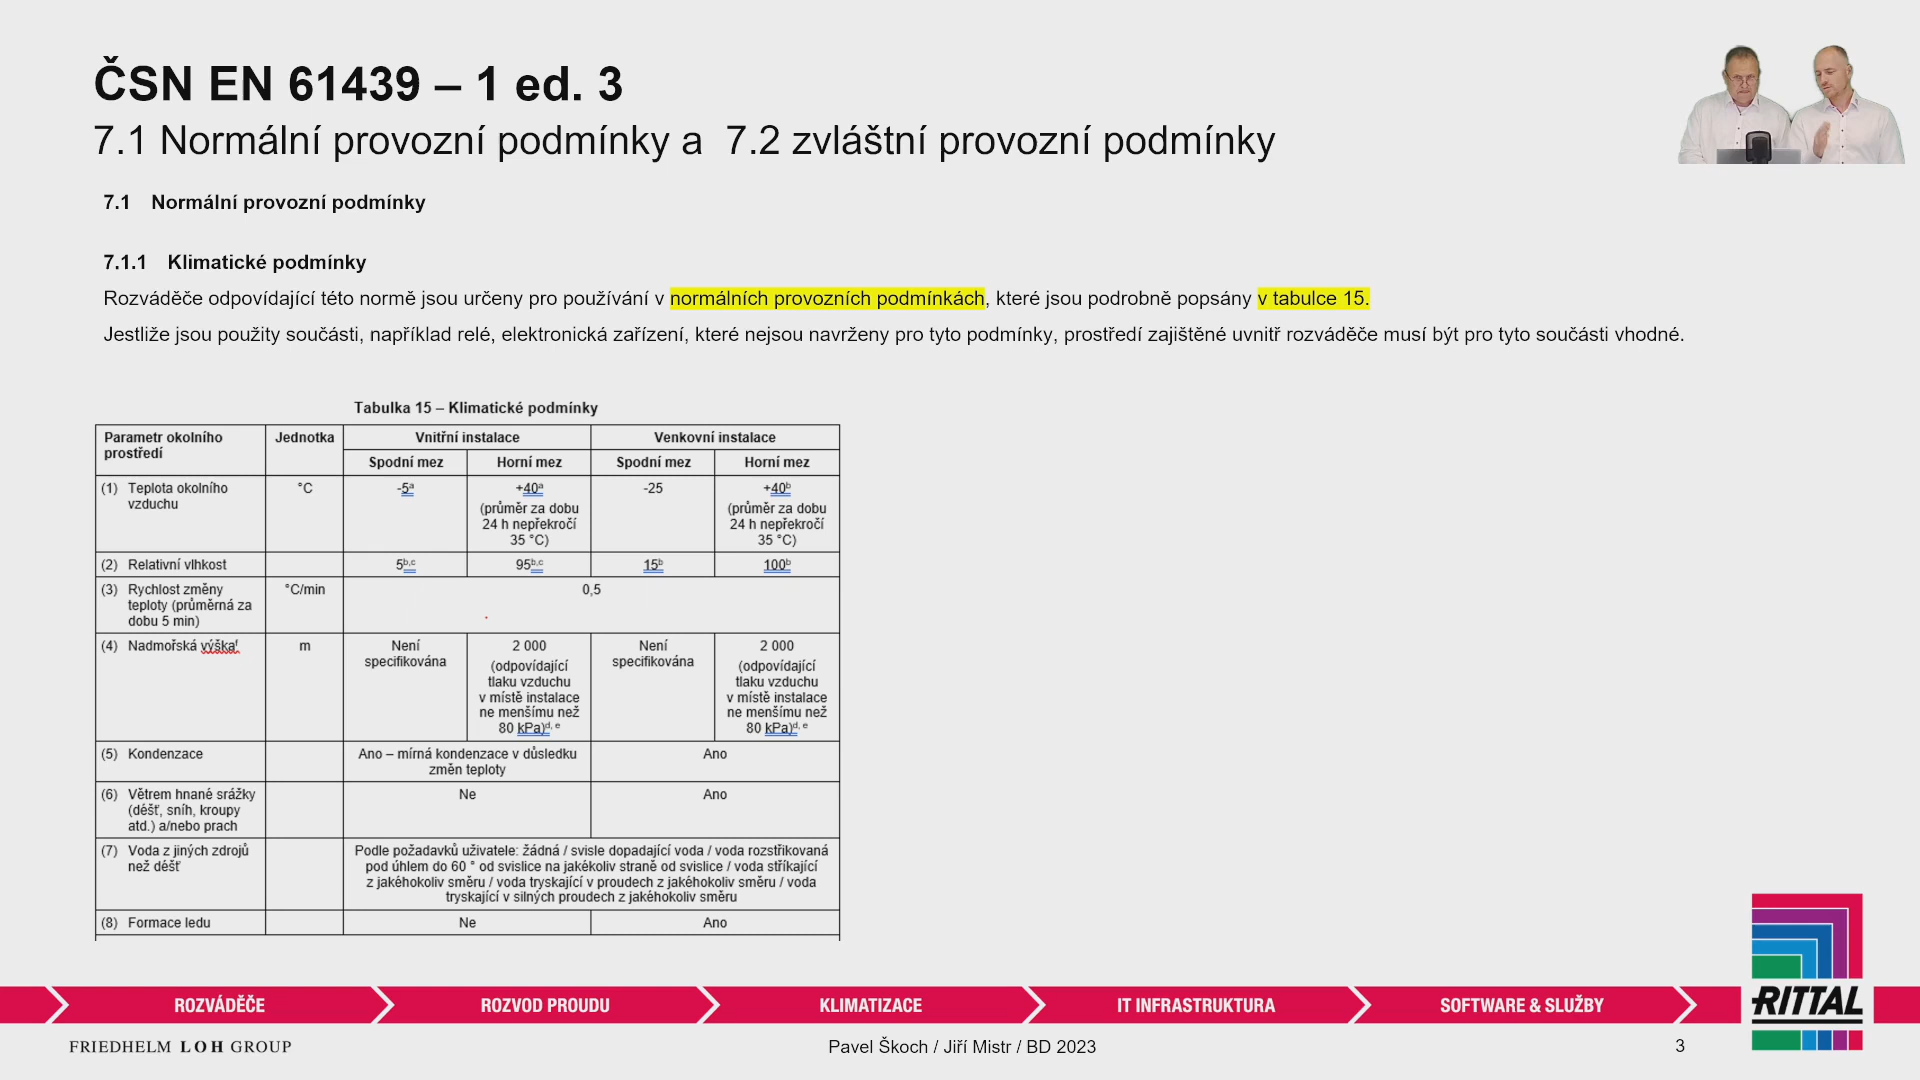 ČSN EN 61439 – 1 ed. 3
7.1 Normální provozní podmínky a 7.2 zvláštní provozní podmínky
7.1 Normální provozní podmínky
7.1.1 Klimatické podmínky
Rozváděče odpovídající této normě jsou určeny pro používání v normálních provozních podmínkách, které jsou podrobně popsány v tabulce 15.
Jestliže jsou použity součásti, například relé, elektronická zařízení, které nejsou navrženy pro tyto podmínky, prostředí zajištěné uvnitř rozváděče musí být pro tyto součásti vhodné.
Tabulka 15 – Klimatické podmínky
Parametr okolního prostředí Jednotka Vnitřní instalace Venkovní instalace
Spodní mez Horní mez Spodní mez Horní mez
(1) Teplota okolního vzduchu °C -5ᵃ +40ᵃ (průměr za dobu 24 h nepřekročí 35 °C) -25 +40ᵇ (průměr za dobu 24 h nepřekročí 35 °C)
(2) Relativní vlhkost 5ᵇ,ᶜ 95ᵇ,ᶜ 15ᵇ 100ᵇ
(3) Rychlost změny teploty (průměrná za dobu 5 min) °C/min 0,5
(4) Nadmořská výškaᶠ m Není specifikována 2 000 (odpovídající tlaku vzduchu v místě instalace ne menšímu než 80 kPa)ᵈ, ᵉ Není specifikována 2 000 (odpovídající tlaku vzduchu v místě instalace ne menšímu než 80 kPa)ᵈ, ᵉ
(5) Kondenzace Ano – mírná kondenzace v důsledku změn teploty Ano
(6) Větrem hnané srážky (déšť, sníh, kroupy atd.) a/nebo prach Ne Ano
(7) Voda z jiných zdrojů než déšť Podle požadavků uživatele: žádná / svisle dopadající voda / voda rozstřikovaná pod úhlem do 60 ° od svislice na jakékoliv straně od svislice / voda stříkající z jakéhokoliv směru / voda tryskající v proudech z jakéhokoliv směru / voda tryskající v silných proudech z jakéhokoliv směru
(8) Formace ledu Ne Ano
ROZVÁDĚČE ROZVOD PROUDU KLIMATIZACE IT INFRASTRUKTURA SOFTWARE & SLUŽBY
RITTAL
FRIEDHELM LOH GROUP
Pavel Škoch / Jiří Mistr / BD 2023
3